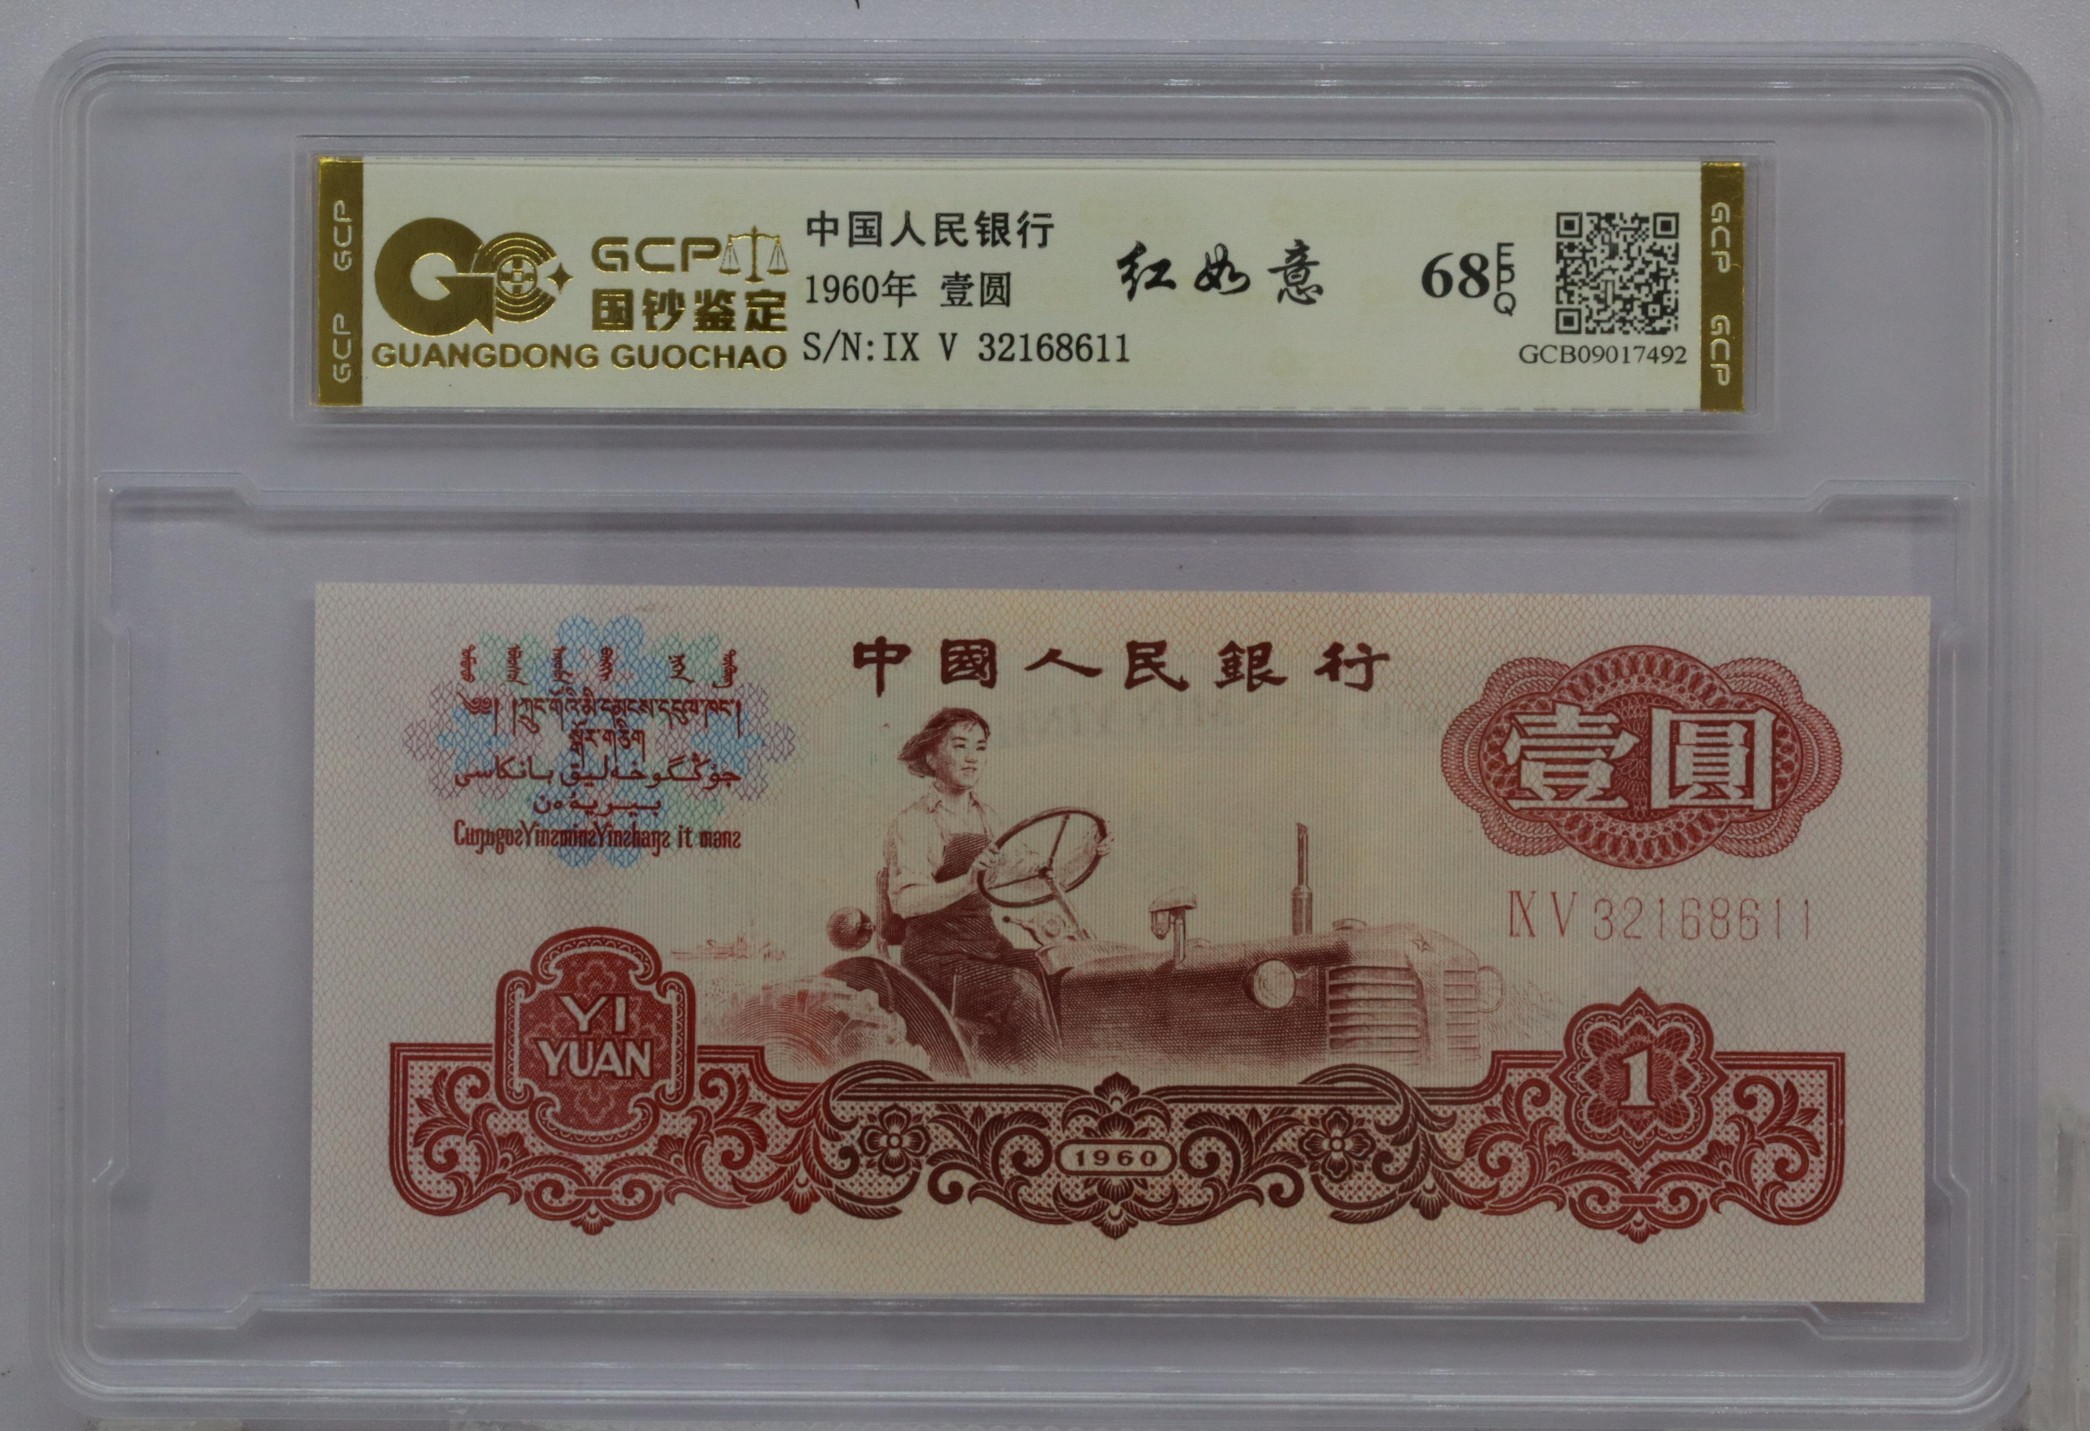 GCP
GCP
GC
GCP
国钞鉴定
GUANGDONG GUOCHAO
中国人民银行
1960年 壹圆
S/N:IX V 32168611
红如意
68
EPQ
GCB09017492
GCP
GCP
中國人民銀行
壹圓
IX V 32168611
YI
YUAN
1960
1